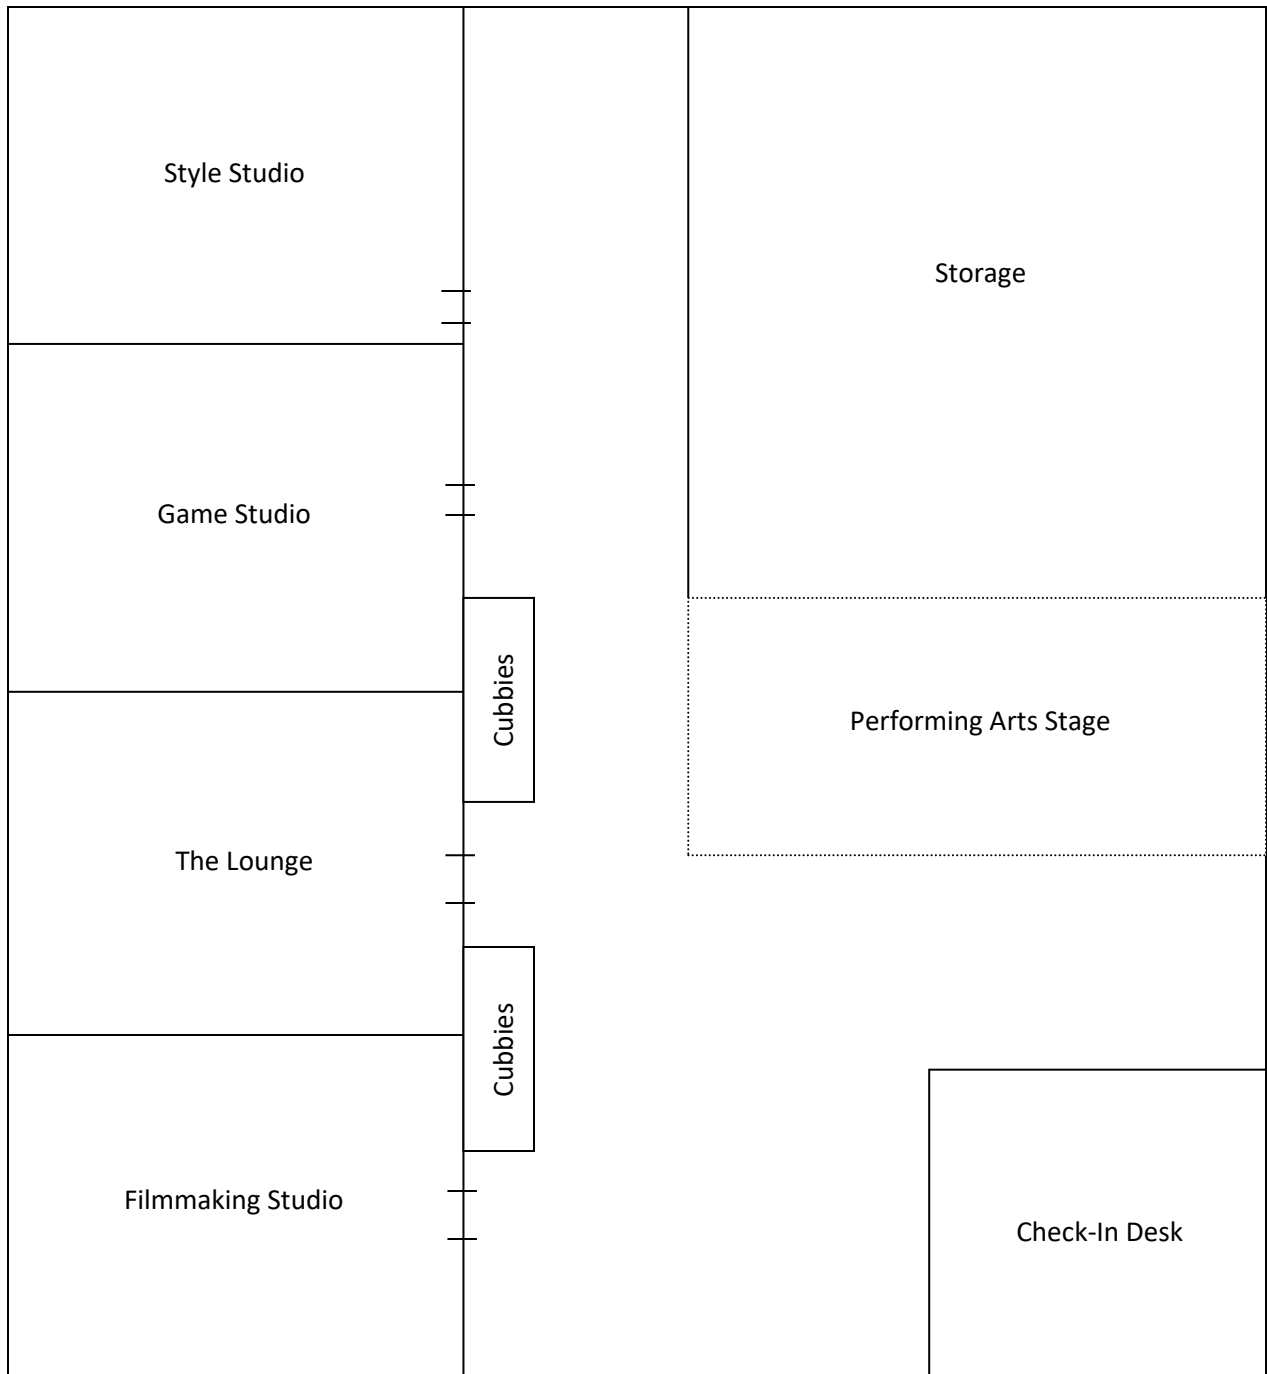 Style Studio
Storage
Game Studio
Cubbies
Performing Arts Stage
The Lounge
Cubbies
Filmmaking Studio
Check-In Desk